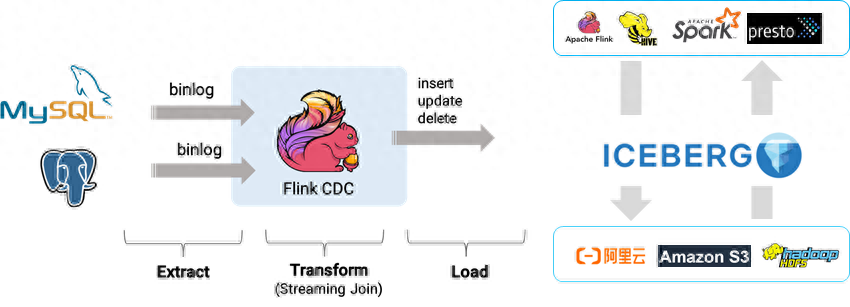 MySQL
TM
binlog
binlog
Flink CDC
insert
update
delete
Extract
Transform
(Streaming Join)
Load
Apache Flink
HIVE
APACHE
Spark
presto
ICEBERG
阿里云
Amazon S3
hadoop
HDFS